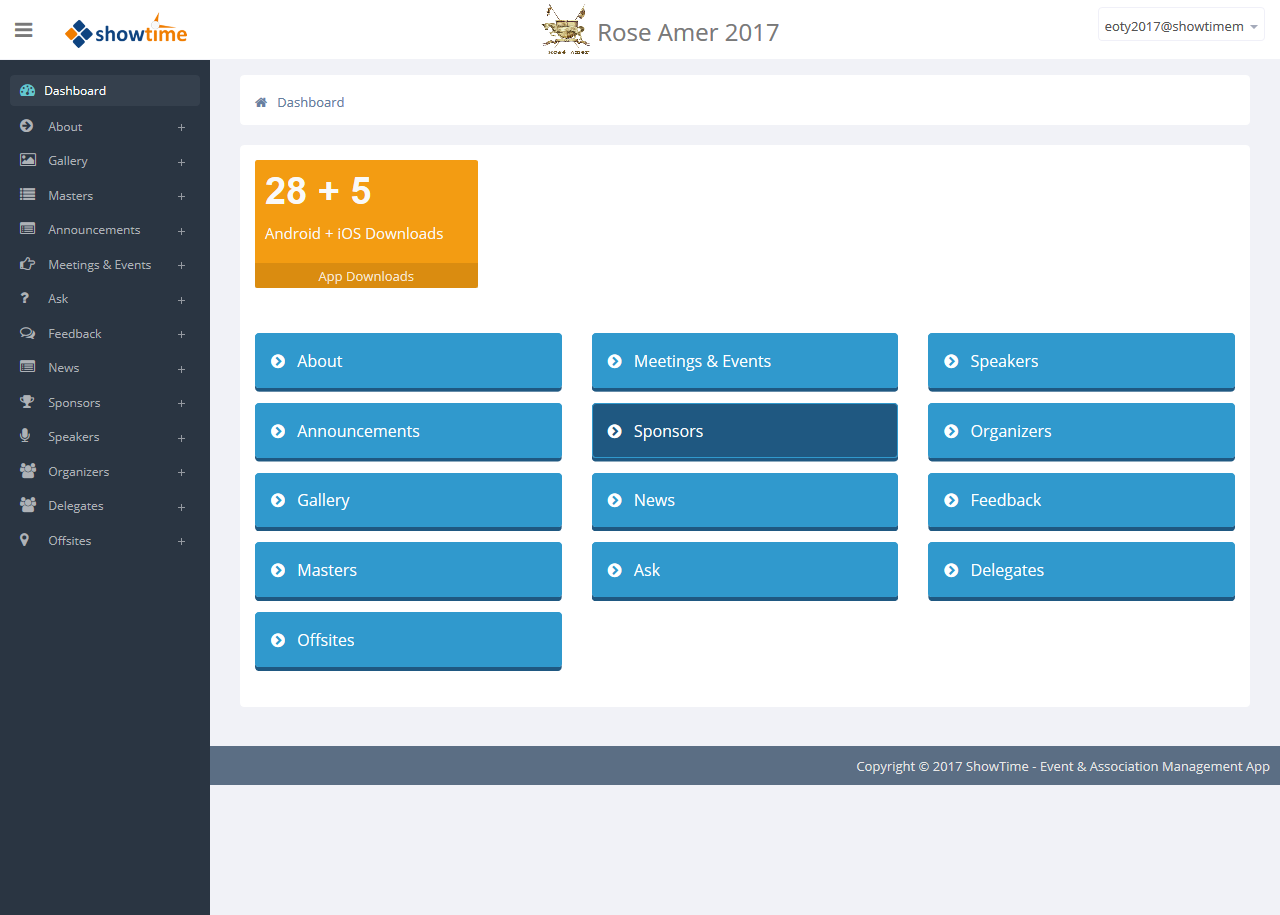 showtime
Rose Amer 2017
eoty2017@showtimem
Dashboard
About +
Gallery +
Masters +
Announcements +
Meetings & Events +
Ask +
Feedback +
News +
Sponsors +
Speakers +
Organizers +
Delegates +
Offsites +
Dashboard
28 + 5
Android + iOS Downloads
App Downloads
About
Meetings & Events
Speakers
Announcements
Sponsors
Organizers
Gallery
News
Feedback
Masters
Ask
Delegates
Offsites
Copyright © 2017 ShowTime - Event & Association Management App